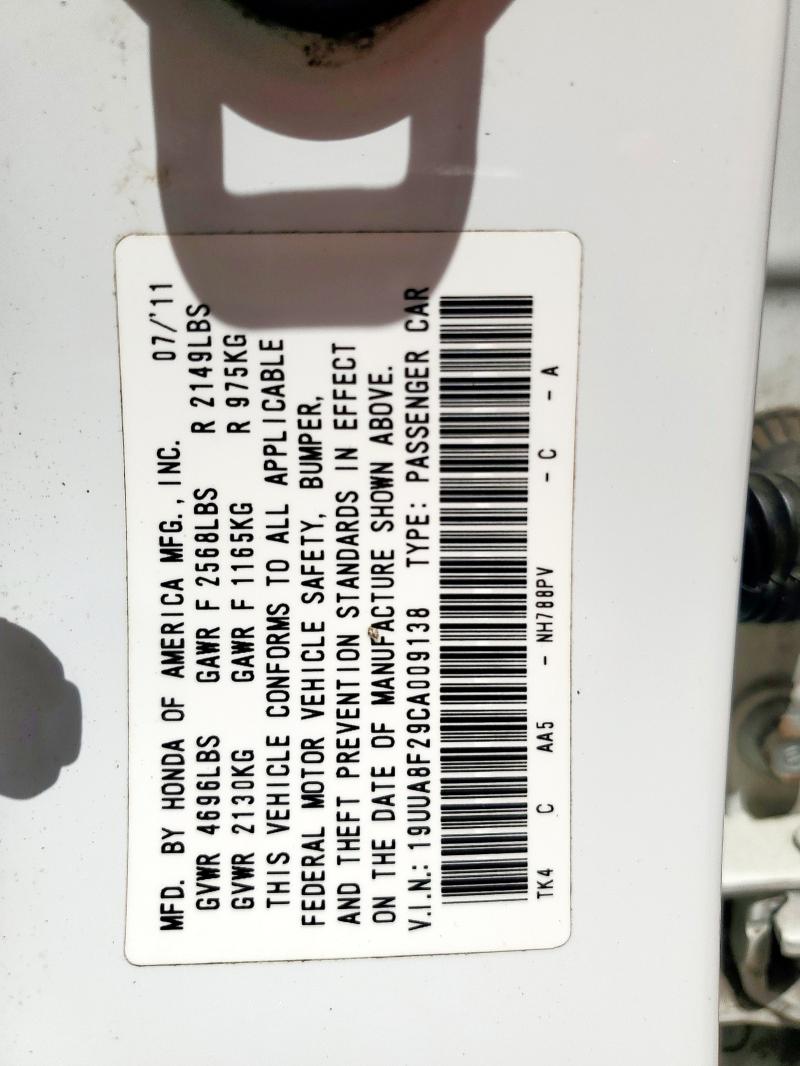 MFD. BY HONDA OF AMERICA MFG., INC. 07/'11
GVWR 4696LBS GAWR F 2568LBS R 2149LBS
GVWR 2130KG GAWR F 1165KG R 975KG
THIS VEHICLE CONFORMS TO ALL APPLICABLE
FEDERAL MOTOR VEHICLE SAFETY, BUMPER,
AND THEFT PREVENTION STANDARDS IN EFFECT
ON THE DATE OF MANUFACTURE SHOWN ABOVE.
V.I.N.: 19UUA8F29CA009138 TYPE: PASSENGER CAR
TK4 C AA5 - NH788PV - C - A